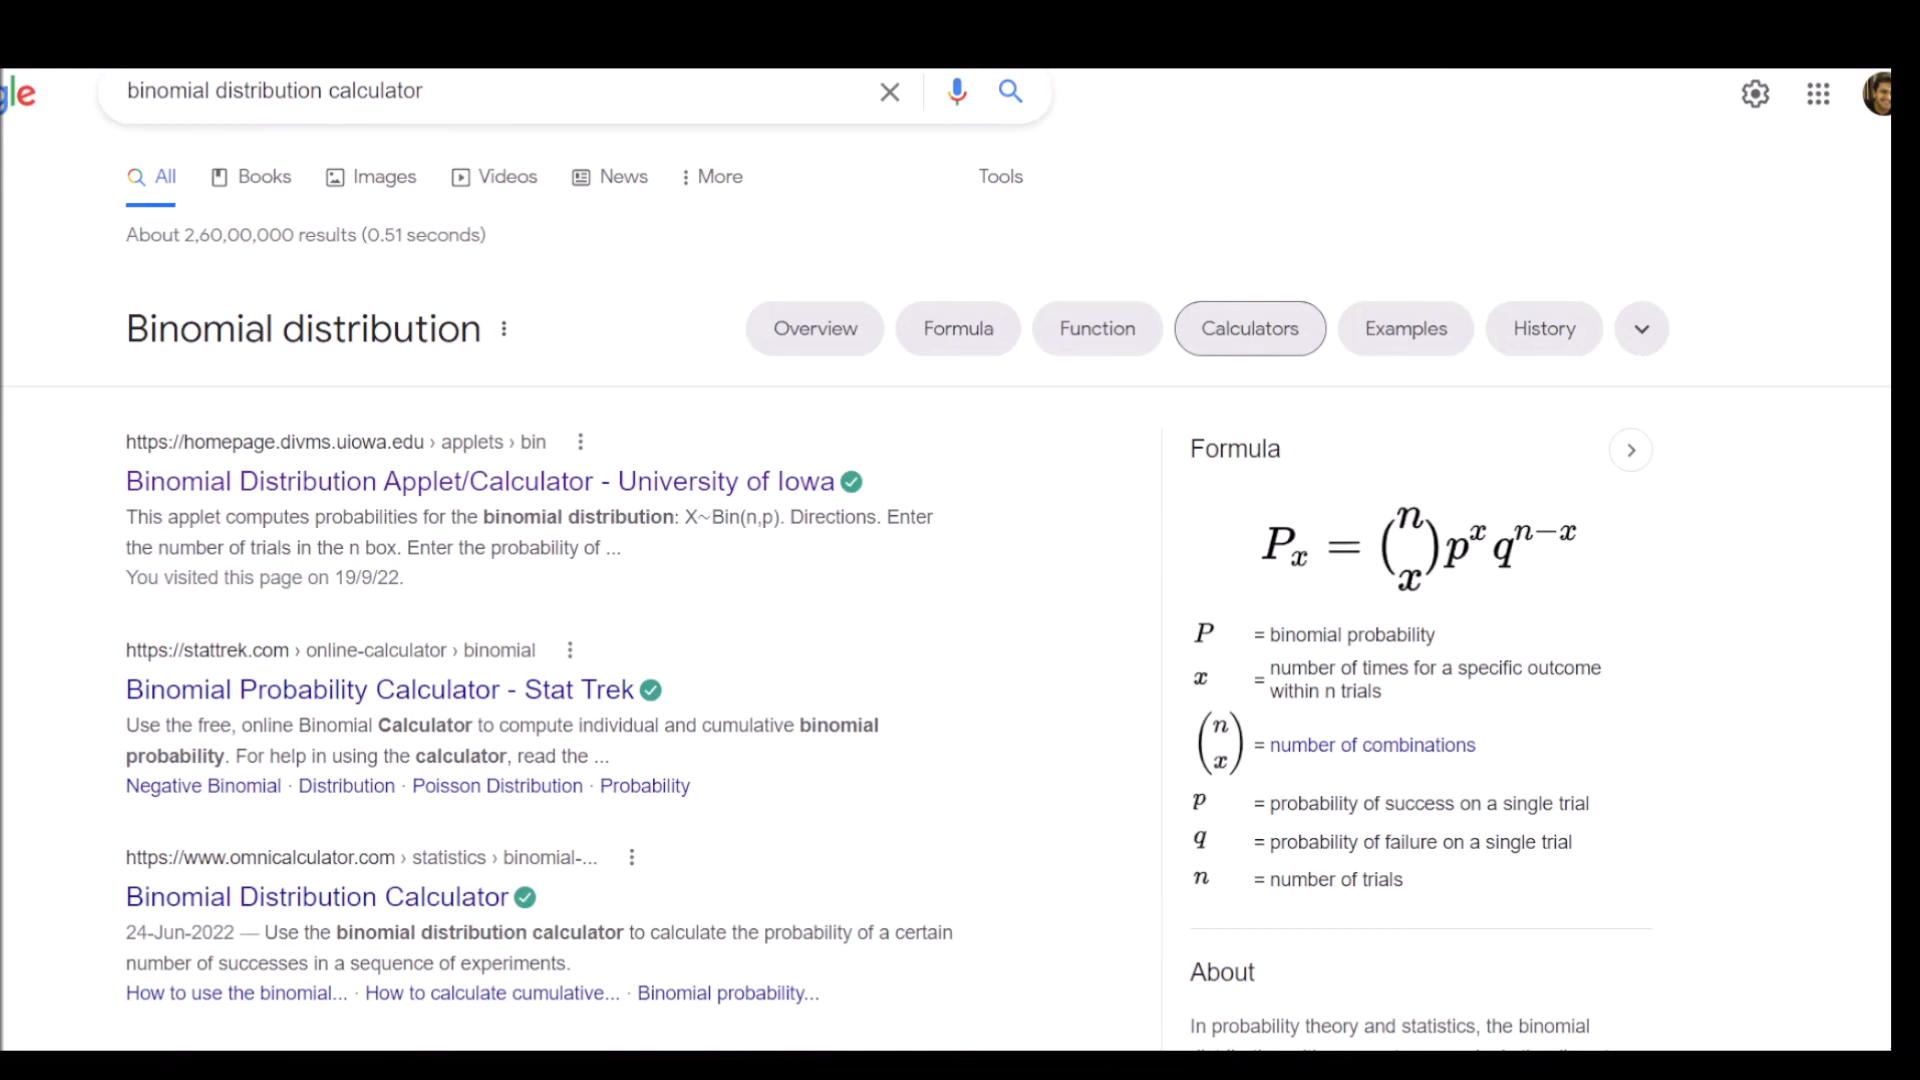 gle
binomial distribution calculator
All Books Images Videos News More Tools
About 2,60,00,000 results (0.51 seconds)
Binomial distribution
Overview Formula Function Calculators Examples History
https://homepage.divms.uiowa.edu › applets › bin
Binomial Distribution Applet/Calculator - University of Iowa
This applet computes probabilities for the binomial distribution: X~Bin(n,p). Directions. Enter
the number of trials in the n box. Enter the probability of ...
You visited this page on 19/9/22.
https://stattrek.com › online-calculator › binomial
Binomial Probability Calculator - Stat Trek
Use the free, online Binomial Calculator to compute individual and cumulative binomial
probability. For help in using the calculator, read the ...
Negative Binomial · Distribution · Poisson Distribution · Probability
https://www.omnicalculator.com › statistics › binomial-...
Binomial Distribution Calculator
24-Jun-2022 — Use the binomial distribution calculator to calculate the probability of a certain
number of successes in a sequence of experiments.
How to use the binomial... · How to calculate cumulative... · Binomial probability...
Formula
P_x = (n x) p^x q^{n−x}
P = binomial probability
x = number of times for a specific outcome
within n trials
(n x) = number of combinations
p = probability of success on a single trial
q = probability of failure on a single trial
n = number of trials
About
In probability theory and statistics, the binomial